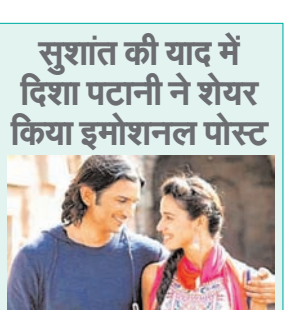 सुशांत की याद में
दिशा पटानी ने शेयर
किया इमोशनल पोस्ट